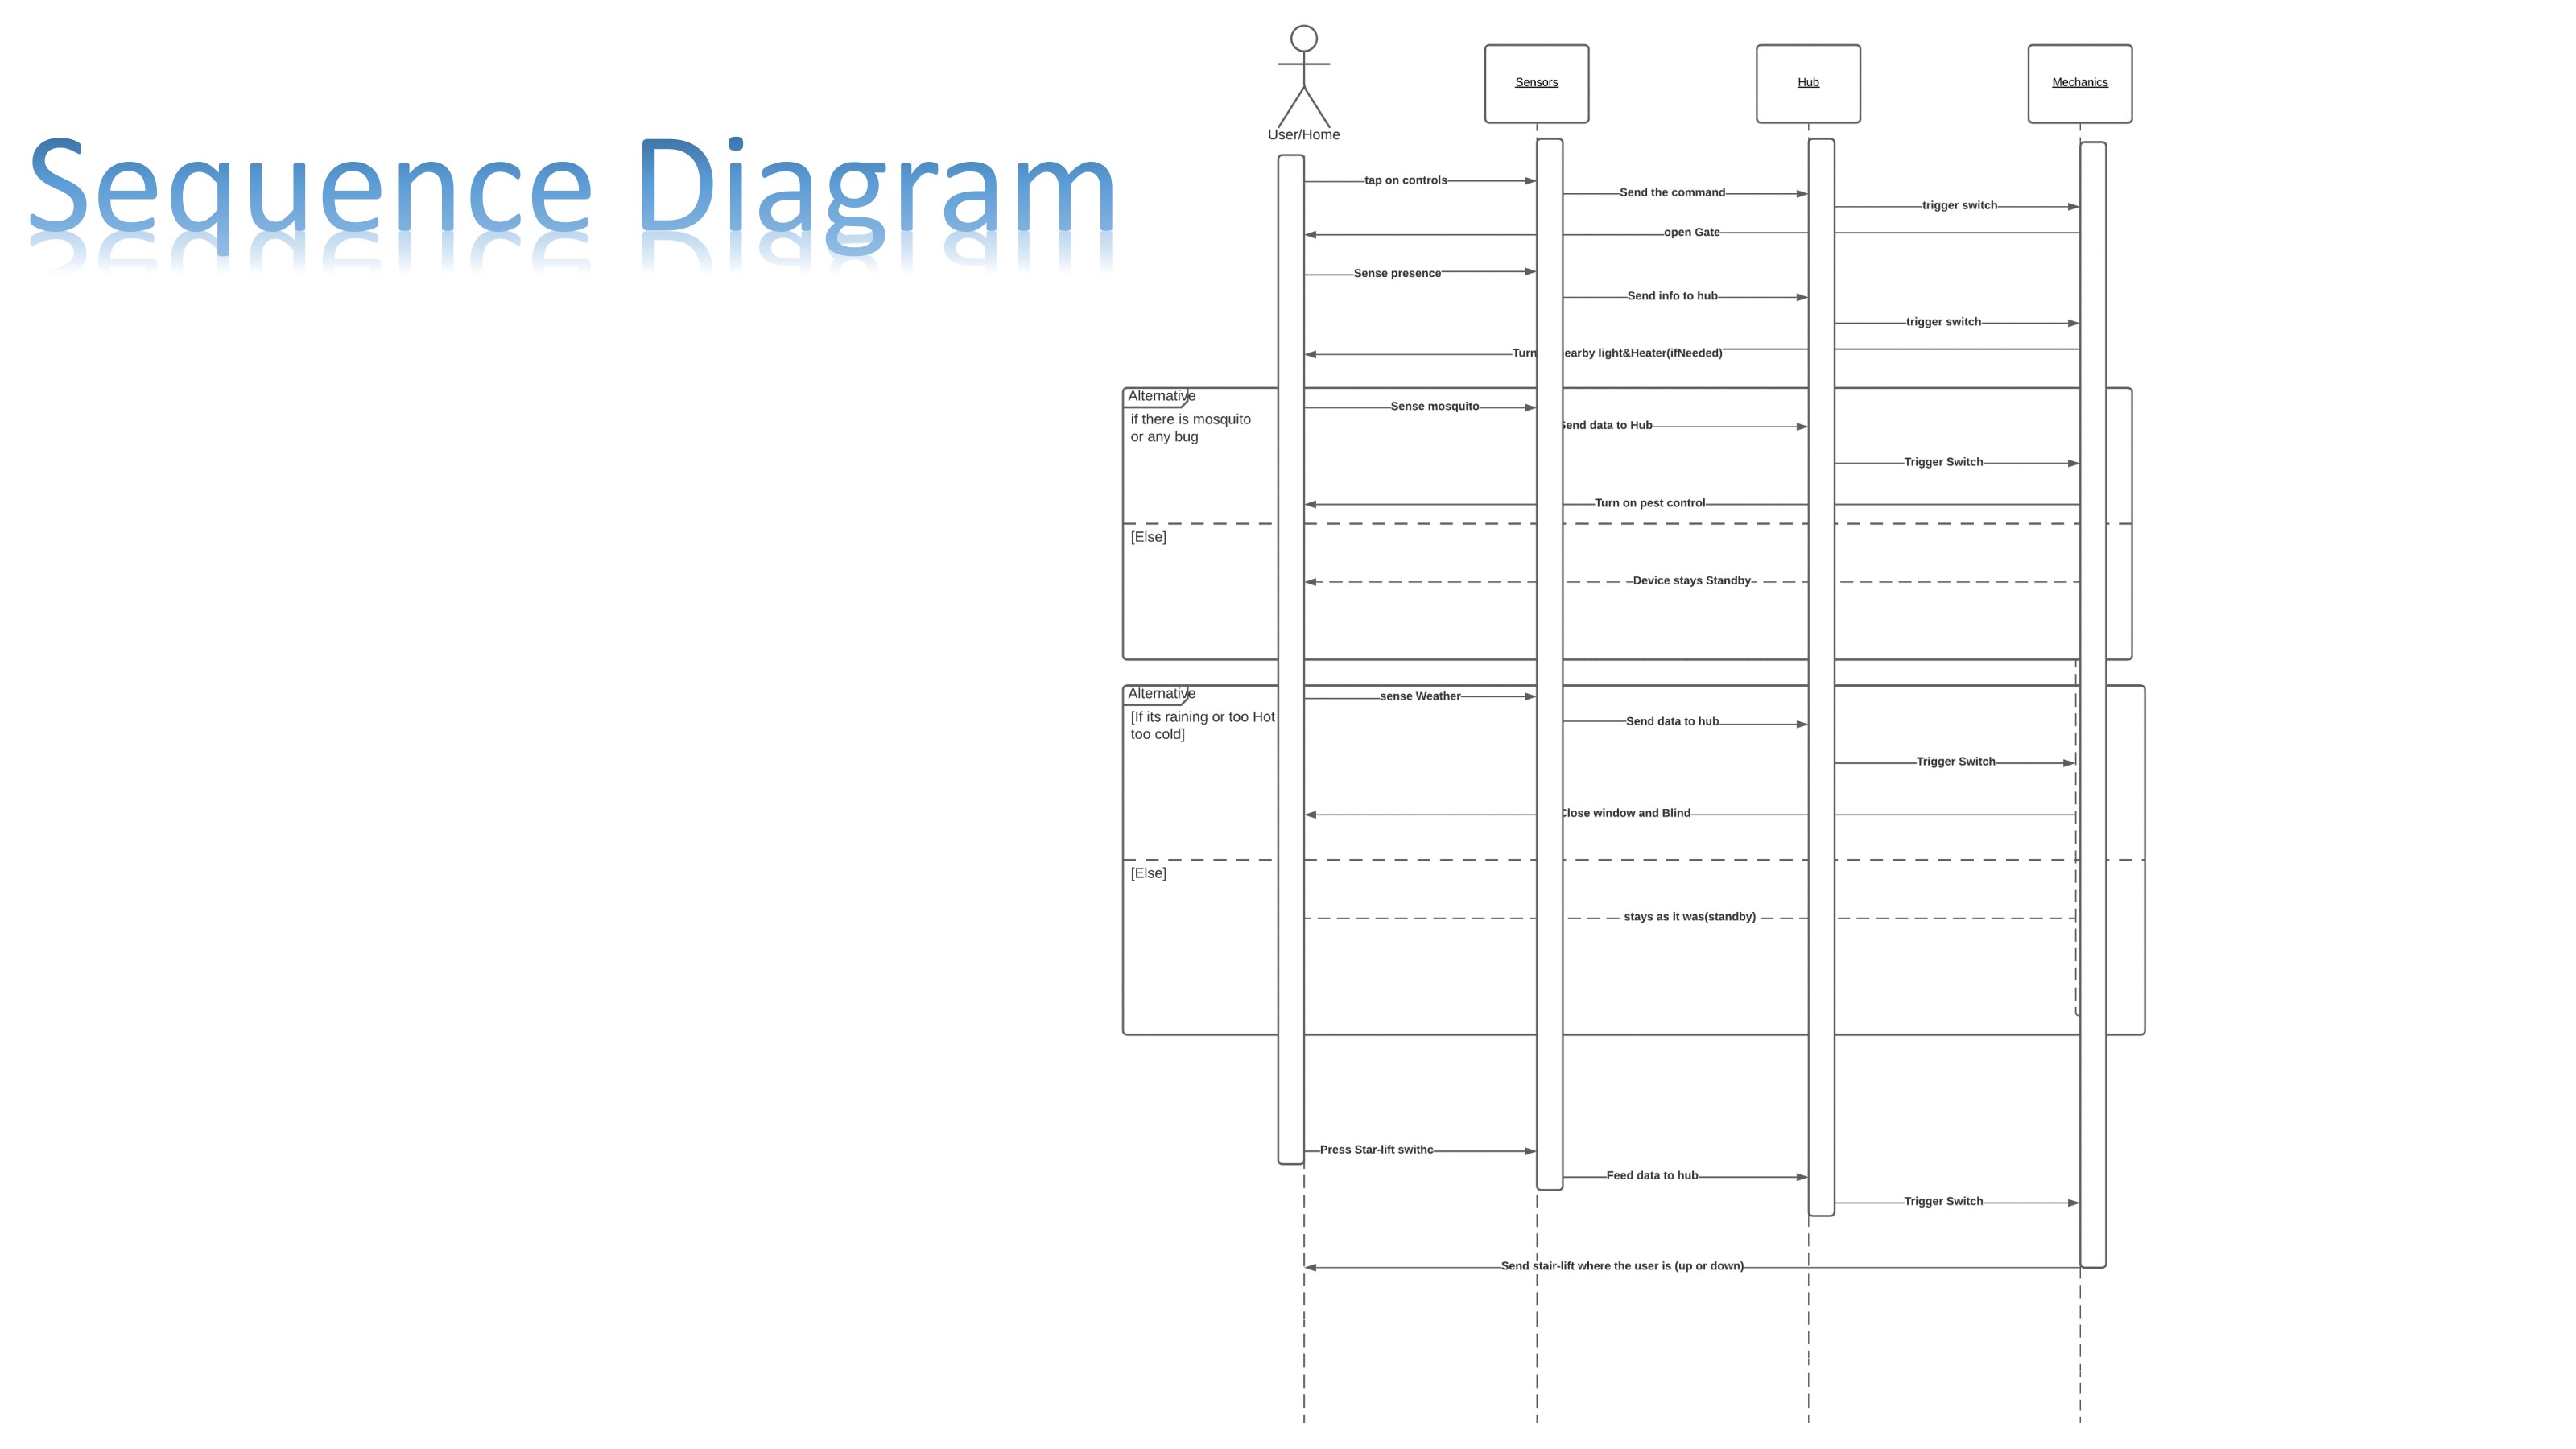 Sequence Diagram
User/Home
Sensors
Hub
Mechanics
tap on controls
Send the command
trigger switch
open Gate
Sense presence
Send info to hub
trigger switch
Turn earby light&Heater(ifNeeded)
Alternative
if there is mosquito
or any bug
Sense mosquito
Send data to Hub
Trigger Switch
Turn on pest control
[Else]
Device stays Standby
Alternative
[If its raining or too Hot
too cold]
sense Weather
Send data to hub
Trigger Switch
Close window and Blind
[Else]
stays as it was(standby)
Press Star-lift swithc
Feed data to hub
Trigger Switch
Send stair-lift where the user is (up or down)